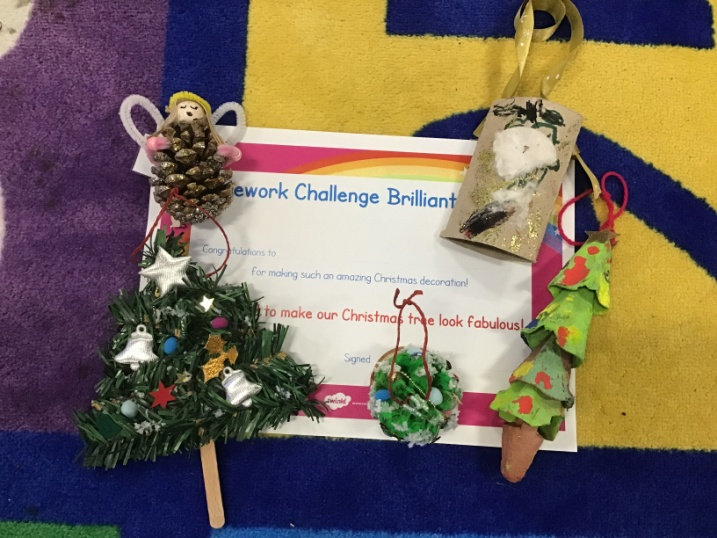 ework Challenge Brilliant
Congratulations to
for making such an amazing Christmas decoration!
to make our Christmas tree look fabulous!
Signed
twinkl